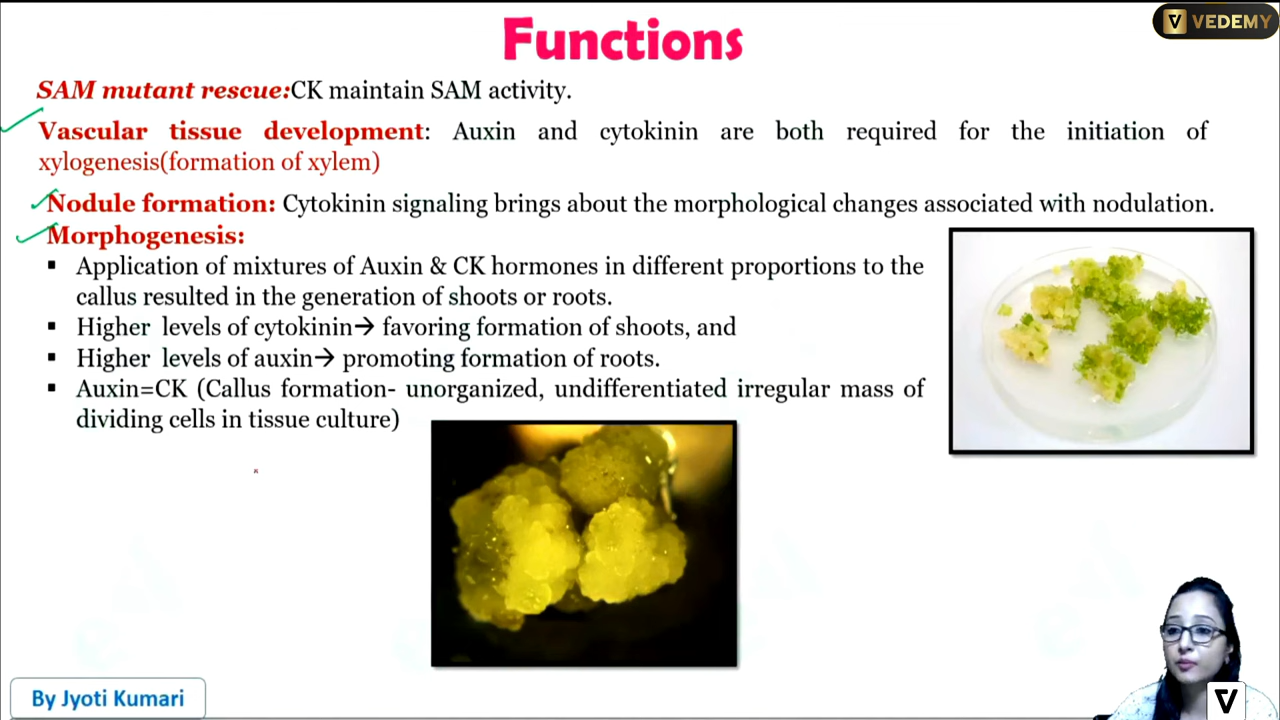 Functions
VEDEMY
SAM mutant rescue:CK maintain SAM activity.
Vascular tissue development: Auxin and cytokinin are both required for the initiation of
xylogenesis(formation of xylem)
Nodule formation: Cytokinin signaling brings about the morphological changes associated with nodulation.
Morphogenesis:
▪ Application of mixtures of Auxin & CK hormones in different proportions to the
callus resulted in the generation of shoots or roots.
▪ Higher levels of cytokinin→ favoring formation of shoots, and
▪ Higher levels of auxin→ promoting formation of roots.
▪ Auxin=CK (Callus formation- unorganized, undifferentiated irregular mass of
dividing cells in tissue culture)
By Jyoti Kumari